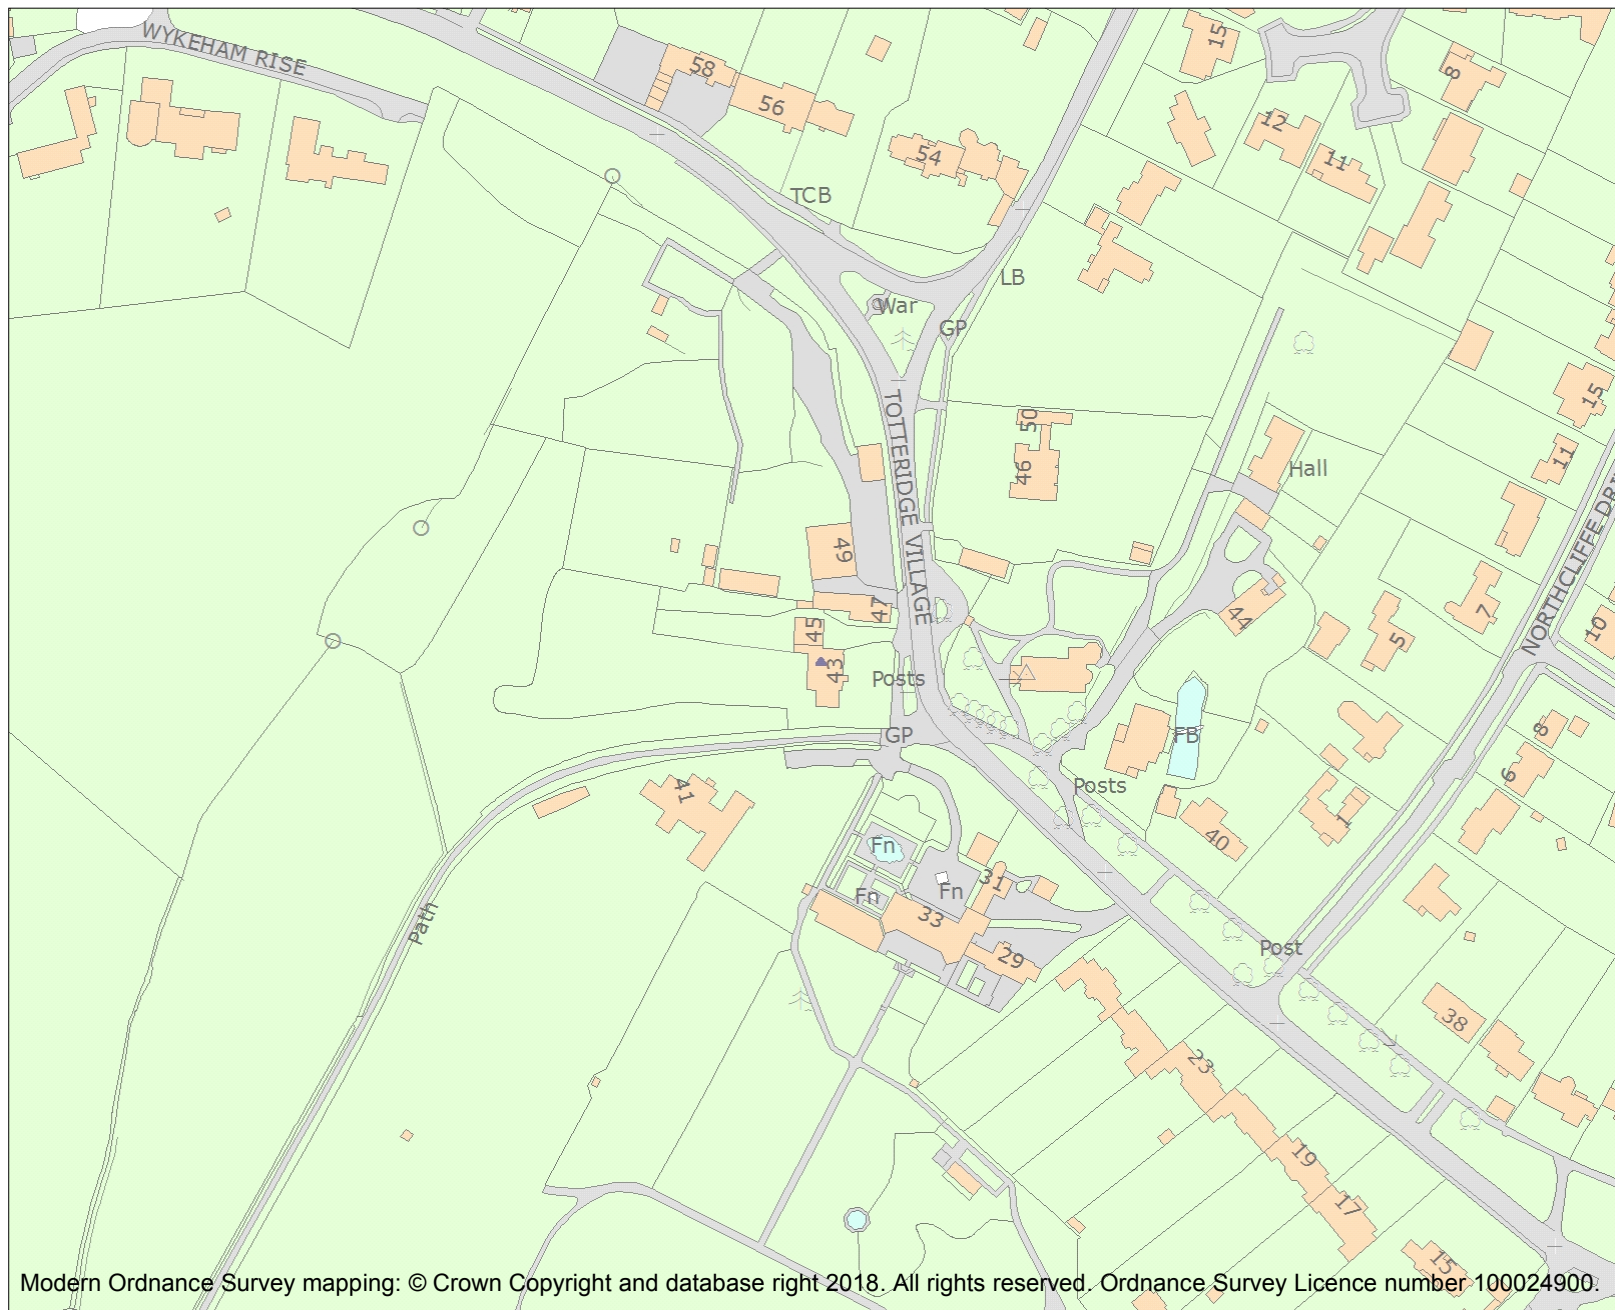 WYKEHAM RISE
58
56
54
15
8
12
11
TCB
LB
War
GP
TOTTERIDGE VILLAGE
50
46
Hall
15
11
49
47
45
43
44
7
5
10
NORTHCLIFFE DRI
Posts
GP
FB
Posts
41
40
1
8
6
Fn
Fn
Fn
31
33
29
Path
Post
38
23
19
17
15
Modern Ordnance Survey mapping: © Crown Copyright and database right 2018. All rights reserved. Ordnance Survey Licence number 100024900.